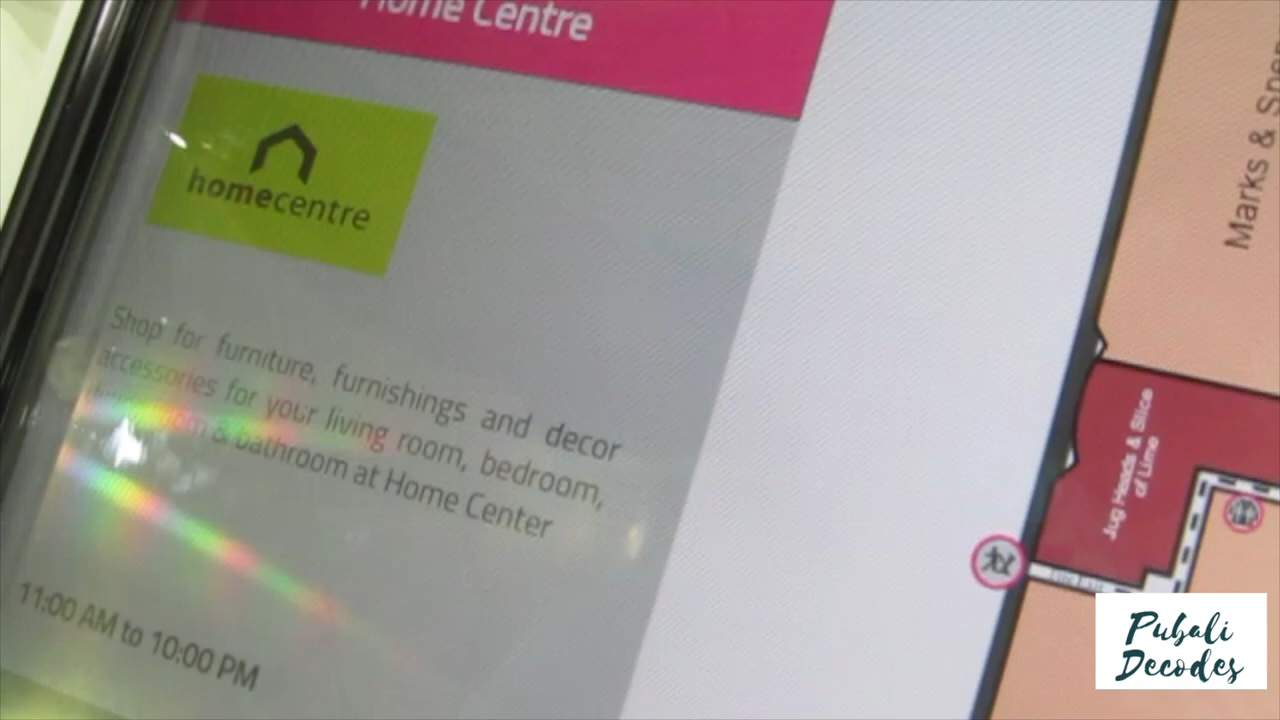 Home Centre
homecentre
Shop for furniture, furnishings and decor
accessories for your living room, bedroom,
& bathroom at Home Center
11:00 AM to 10:00 PM
Marks &
Jug Heads & Slice
of Lime
Pubali
Decodes